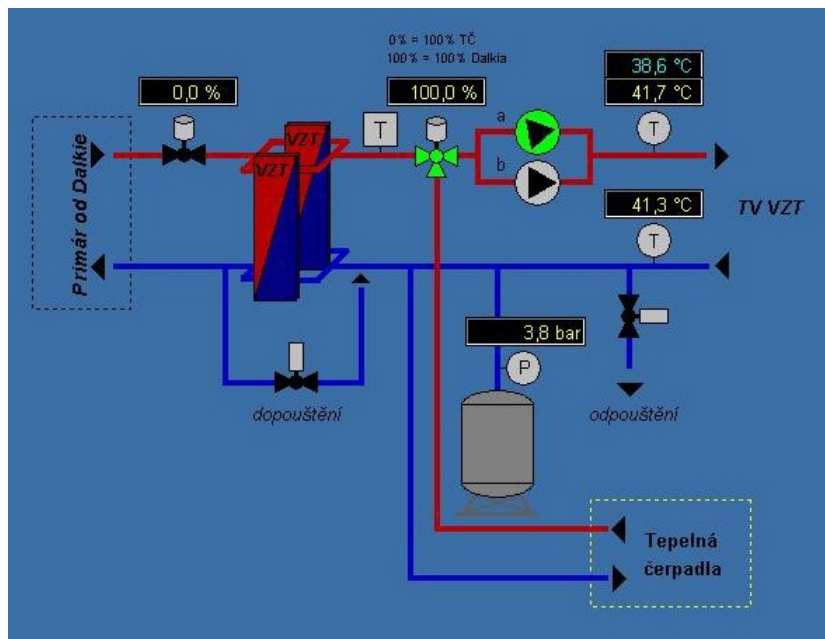 0% = 100% TČ
100% = 100% Dalkia
0,0 %
100,0 %
38,6 °C
41,7 °C
a
b
T
T
VZT
VZT
Primár od Dalkie
41,3 °C
T
TV VZT
3,8 bar
P
dopouštění
odpouštění
Tepelná
čerpadla